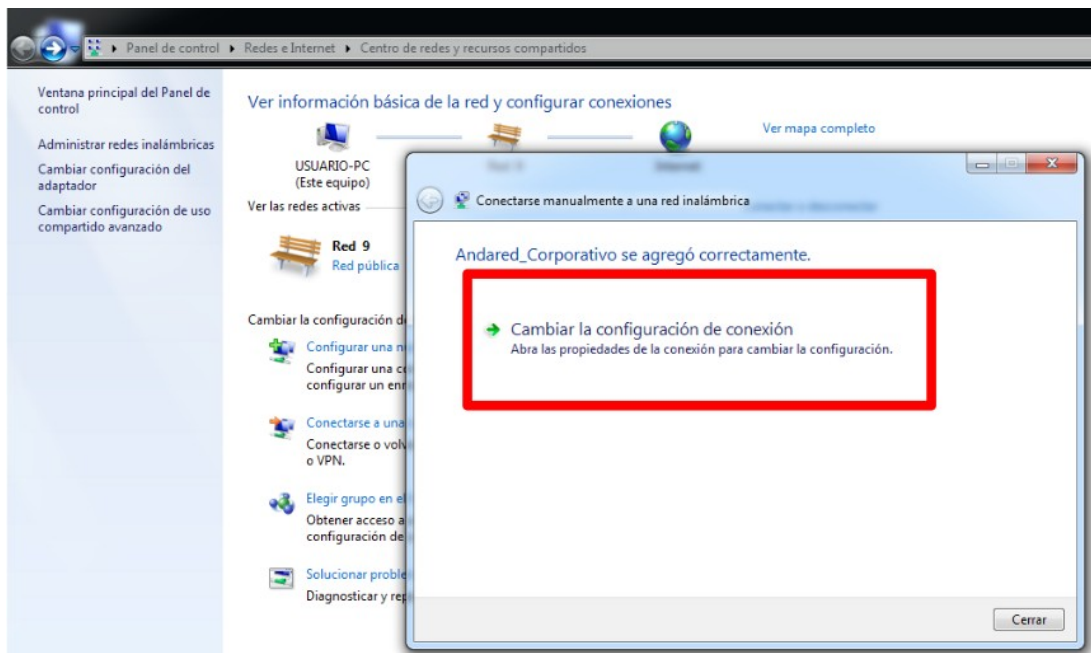 Panel de control ▸ Redes e Internet ▸ Centro de redes y recursos compartidos
Ventana principal del Panel de
control
Administrar redes inalámbricas
Cambiar configuración del
adaptador
Cambiar configuración de uso
compartido avanzado
Ver información básica de la red y configurar conexiones
Ver mapa completo
USUARIO-PC
(Este equipo)
Ver las redes activas
Red 9
Red pública
Cambiar la configuración d
Configurar una n
Configurar una c
configurar un enr
Conectarse a una
Conectarse o volv
o VPN.
Elegir grupo en el
Obtener acceso a
configuración de
Solucionar proble
Diagnosticar y rep
Conectarse manualmente a una red inalámbrica
Andared_Corporativo se agregó correctamente.
Cambiar la configuración de conexión
Abra las propiedades de la conexión para cambiar la configuración.
Cerrar